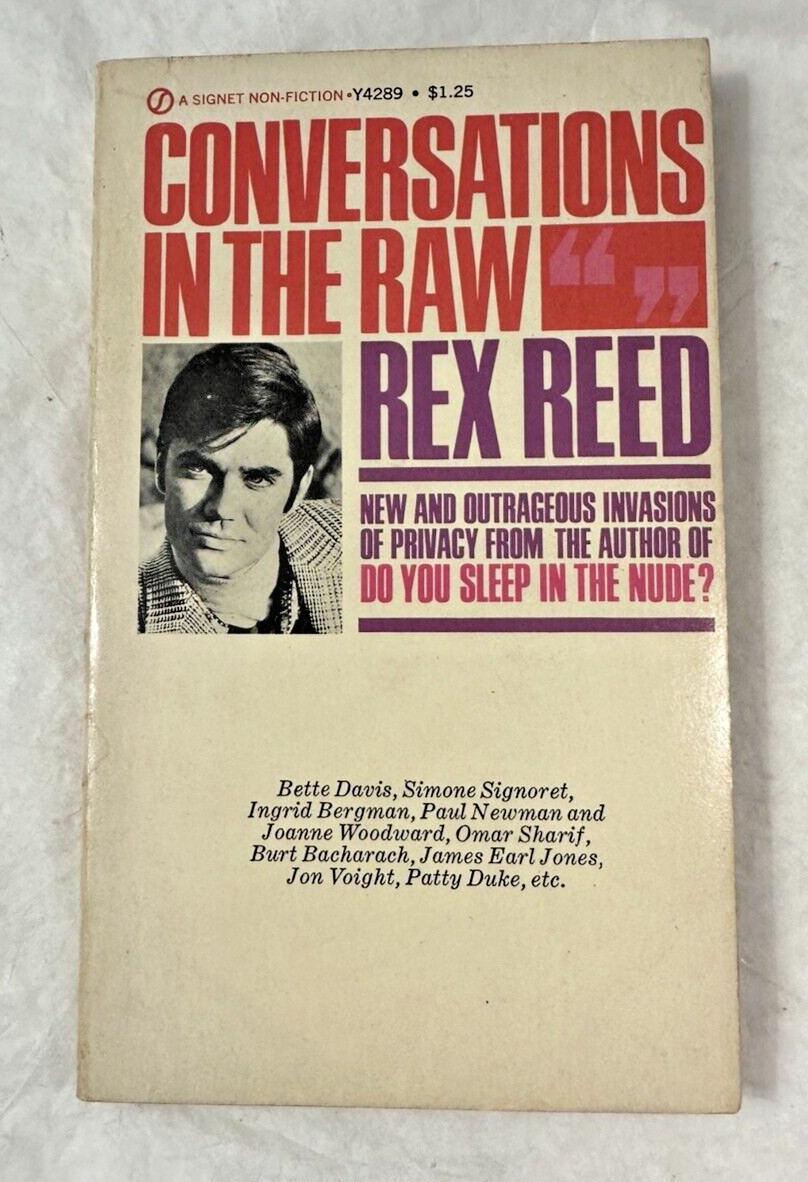 A SIGNET NON-FICTION • Y4289 • $1.25
CONVERSATIONS
IN THE RAW “ ”
REX REED
NEW AND OUTRAGEOUS INVASIONS
OF PRIVACY FROM THE AUTHOR OF
DO YOU SLEEP IN THE NUDE?
Bette Davis, Simone Signoret,
Ingrid Bergman, Paul Newman and
Joanne Woodward, Omar Sharif,
Burt Bacharach, James Earl Jones,
Jon Voight, Patty Duke, etc.